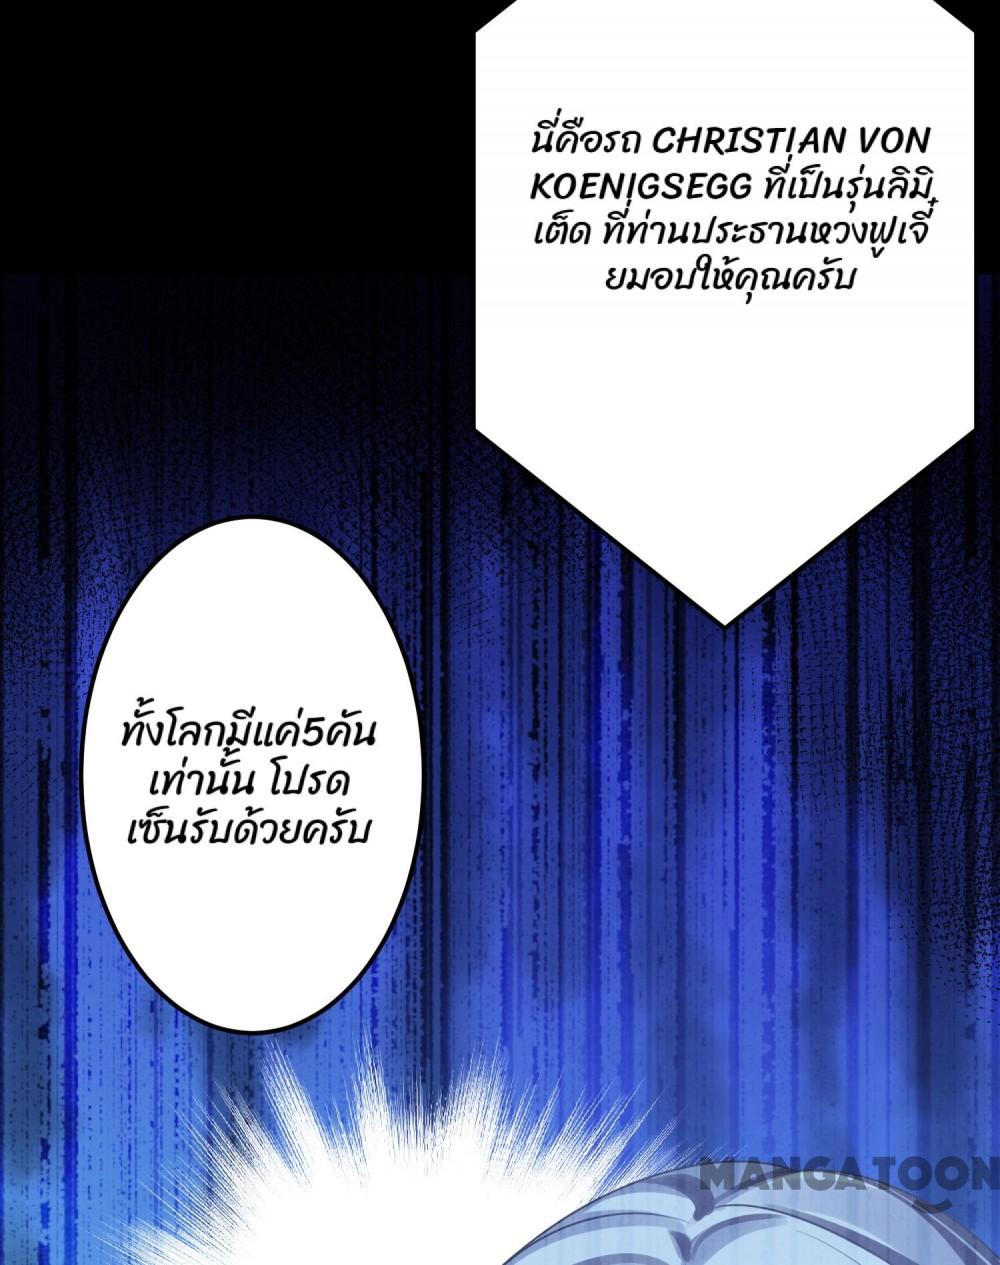 นี่คือรถ CHRISTIAN VON
KOENIGSEGG ที่เป็นรุ่นลิมิ
เต็ด ที่ท่านประธานหวงฟูเจี๋
ยมอบให้คุณครับ
ทั้งโลกมีแค่5คัน
เท่านั้น โปรด
เซ็นรับด้วยครับ
MANGATOON